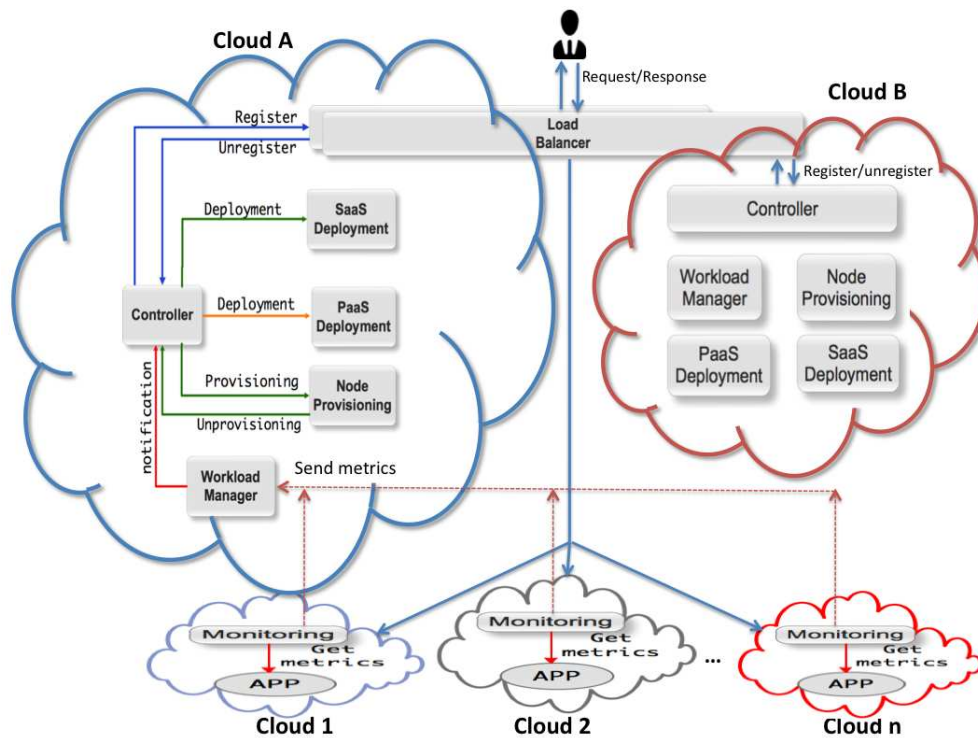 Cloud A
Request/Response
Cloud B
Register
Unregister
Load
Balancer
Register/unregister
Controller
Deployment
SaaS
Deployment
Workload
Manager
Node
Provisioning
Controller
Deployment
PaaS
Deployment
PaaS
Deployment
SaaS
Deployment
Provisioning
Unprovisioning
Node
Provisioning
notification
Workload
Manager
Send metrics
Monitoring
Get
metrics
APP
Cloud 1
Monitoring
Get
metrics
APP
Cloud 2
...
Monitoring
Get
metrics
APP
Cloud n